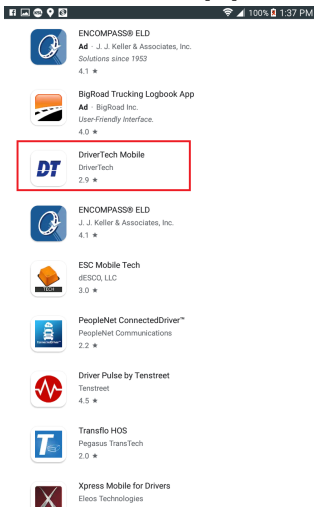 100% 1:37 PM
ENCOMPASS® ELD
Ad · J. J. Keller & Associates, Inc.
Solutions since 1953
4.1 ★
BigRoad Trucking Logbook App
Ad · BigRoad Inc.
User-Friendly Interface.
4.0 ★
DT
DriverTech Mobile
DriverTech
2.9 ★
ENCOMPASS® ELD
J. J. Keller & Associates, Inc.
4.1 ★
TECH
ESC Mobile Tech
dESCO, LLC
3.0 ★
PeopleNet ConnectedDriver™
PeopleNet Communications
2.2 ★
Driver Pulse by Tenstreet
Tenstreet
4.5 ★
Transflo HOS
Pegasus TransTech
2.0 ★
X
Xpress Mobile for Drivers
Eleos Technologies